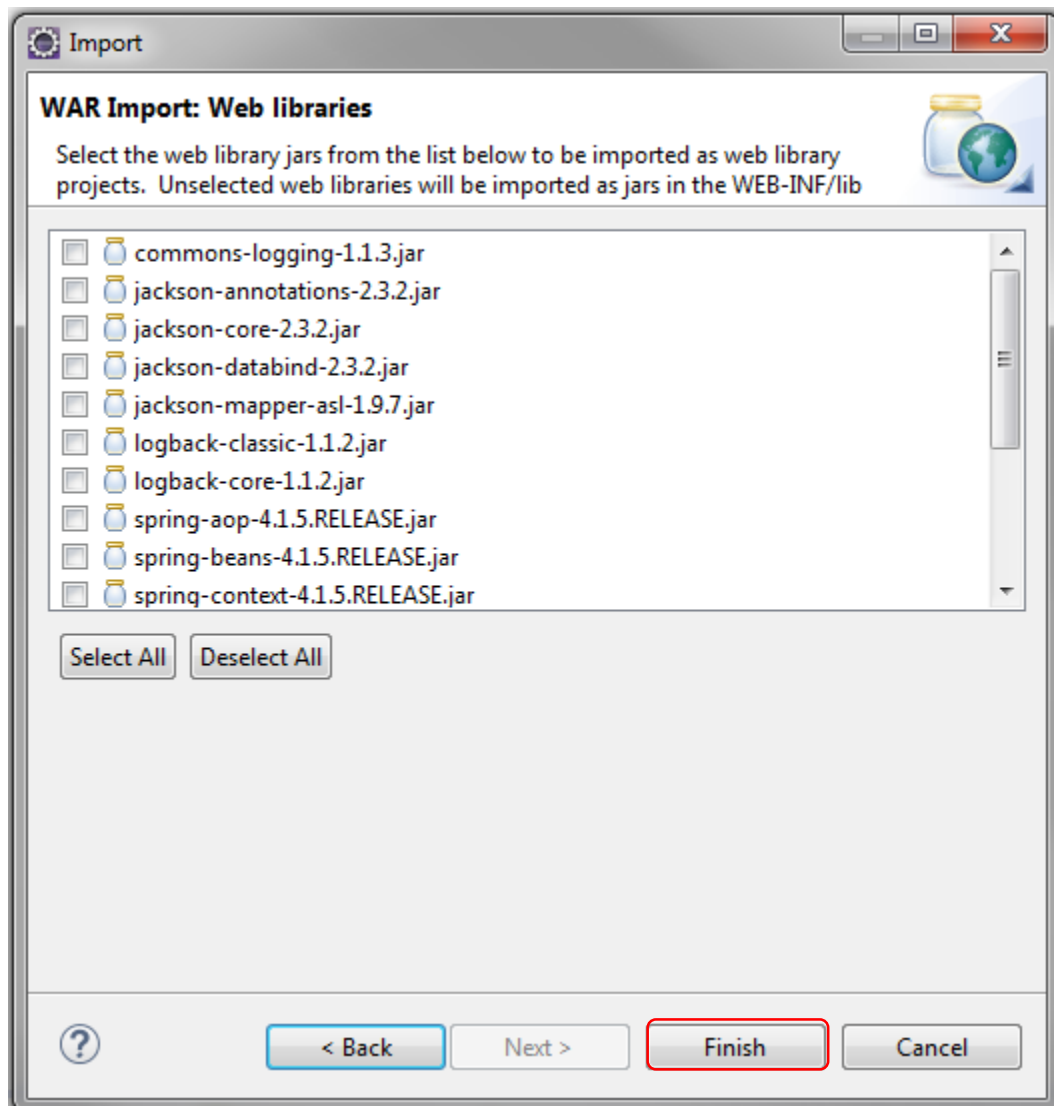 Import
WAR Import: Web libraries
Select the web library jars from the list below to be imported as web library
projects.  Unselected web libraries will be imported as jars in the WEB-INF/lib
commons-logging-1.1.3.jar
jackson-annotations-2.3.2.jar
jackson-core-2.3.2.jar
jackson-databind-2.3.2.jar
jackson-mapper-asl-1.9.7.jar
logback-classic-1.1.2.jar
logback-core-1.1.2.jar
spring-aop-4.1.5.RELEASE.jar
spring-beans-4.1.5.RELEASE.jar
spring-context-4.1.5.RELEASE.jar
Select All Deselect All
? < Back Next > Finish Cancel